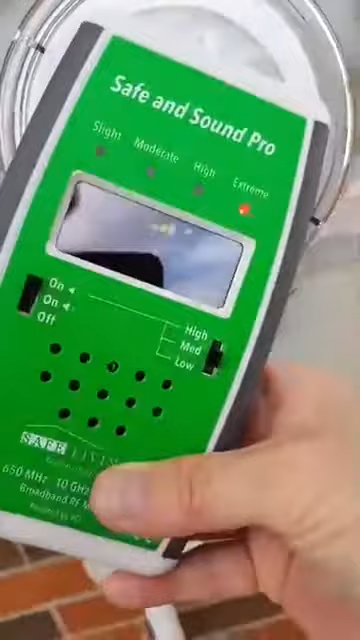 Safe and Sound Pro
Slight Moderate High Extreme
On
On
Off
High
Med
Low
SAFE
650 MHz 10 GHz
Broadband RF